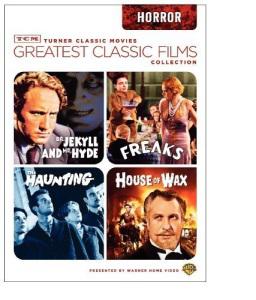 HORROR
TCM TURNER CLASSIC MOVIES
GREATEST CLASSIC FILMS
COLLECTION
DR. JEKYLL
AND MR. HYDE
FREAKS
THE
HAUNTING
HOUSE OF WAX
PRESENTED BY WARNER HOME VIDEO